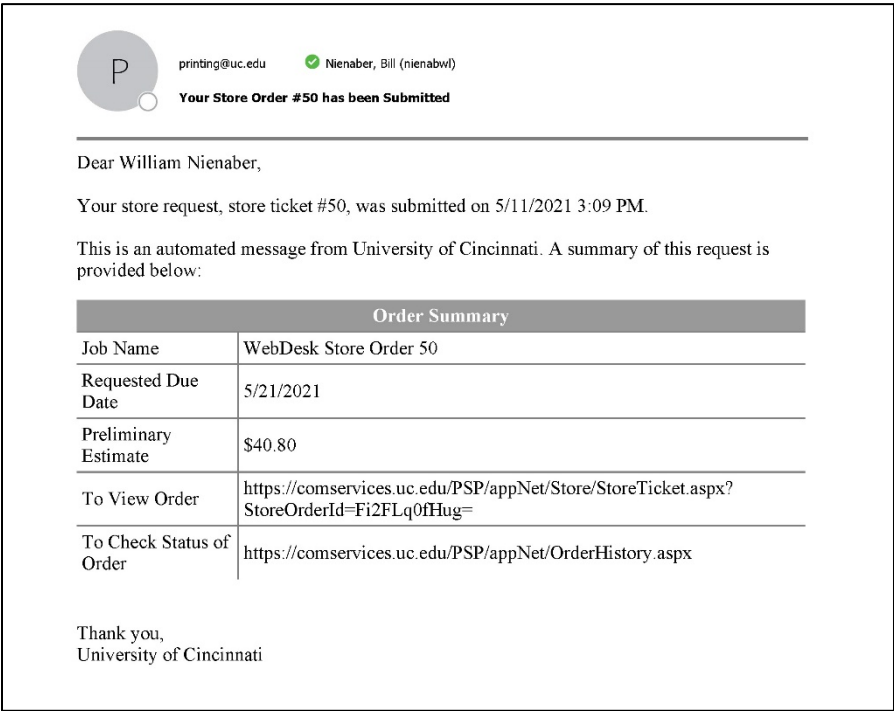 P
printing@uc.edu Nienaber, Bill (nienabwl)
Your Store Order #50 has been Submitted
Dear William Nienaber,
Your store request, store ticket #50, was submitted on 5/11/2021 3:09 PM.
This is an automated message from University of Cincinnati. A summary of this request is
provided below:
Order Summary
Job Name WebDesk Store Order 50
Requested Due
Date
5/21/2021
Preliminary
Estimate
$40.80
To View Order
https://comservices.uc.edu/PSP/appNet/Store/StoreTicket.aspx?
StoreOrderId=Fi2FLq0fHug=
To Check Status of
Order
https://comservices.uc.edu/PSP/appNet/OrderHistory.aspx
Thank you,
University of Cincinnati